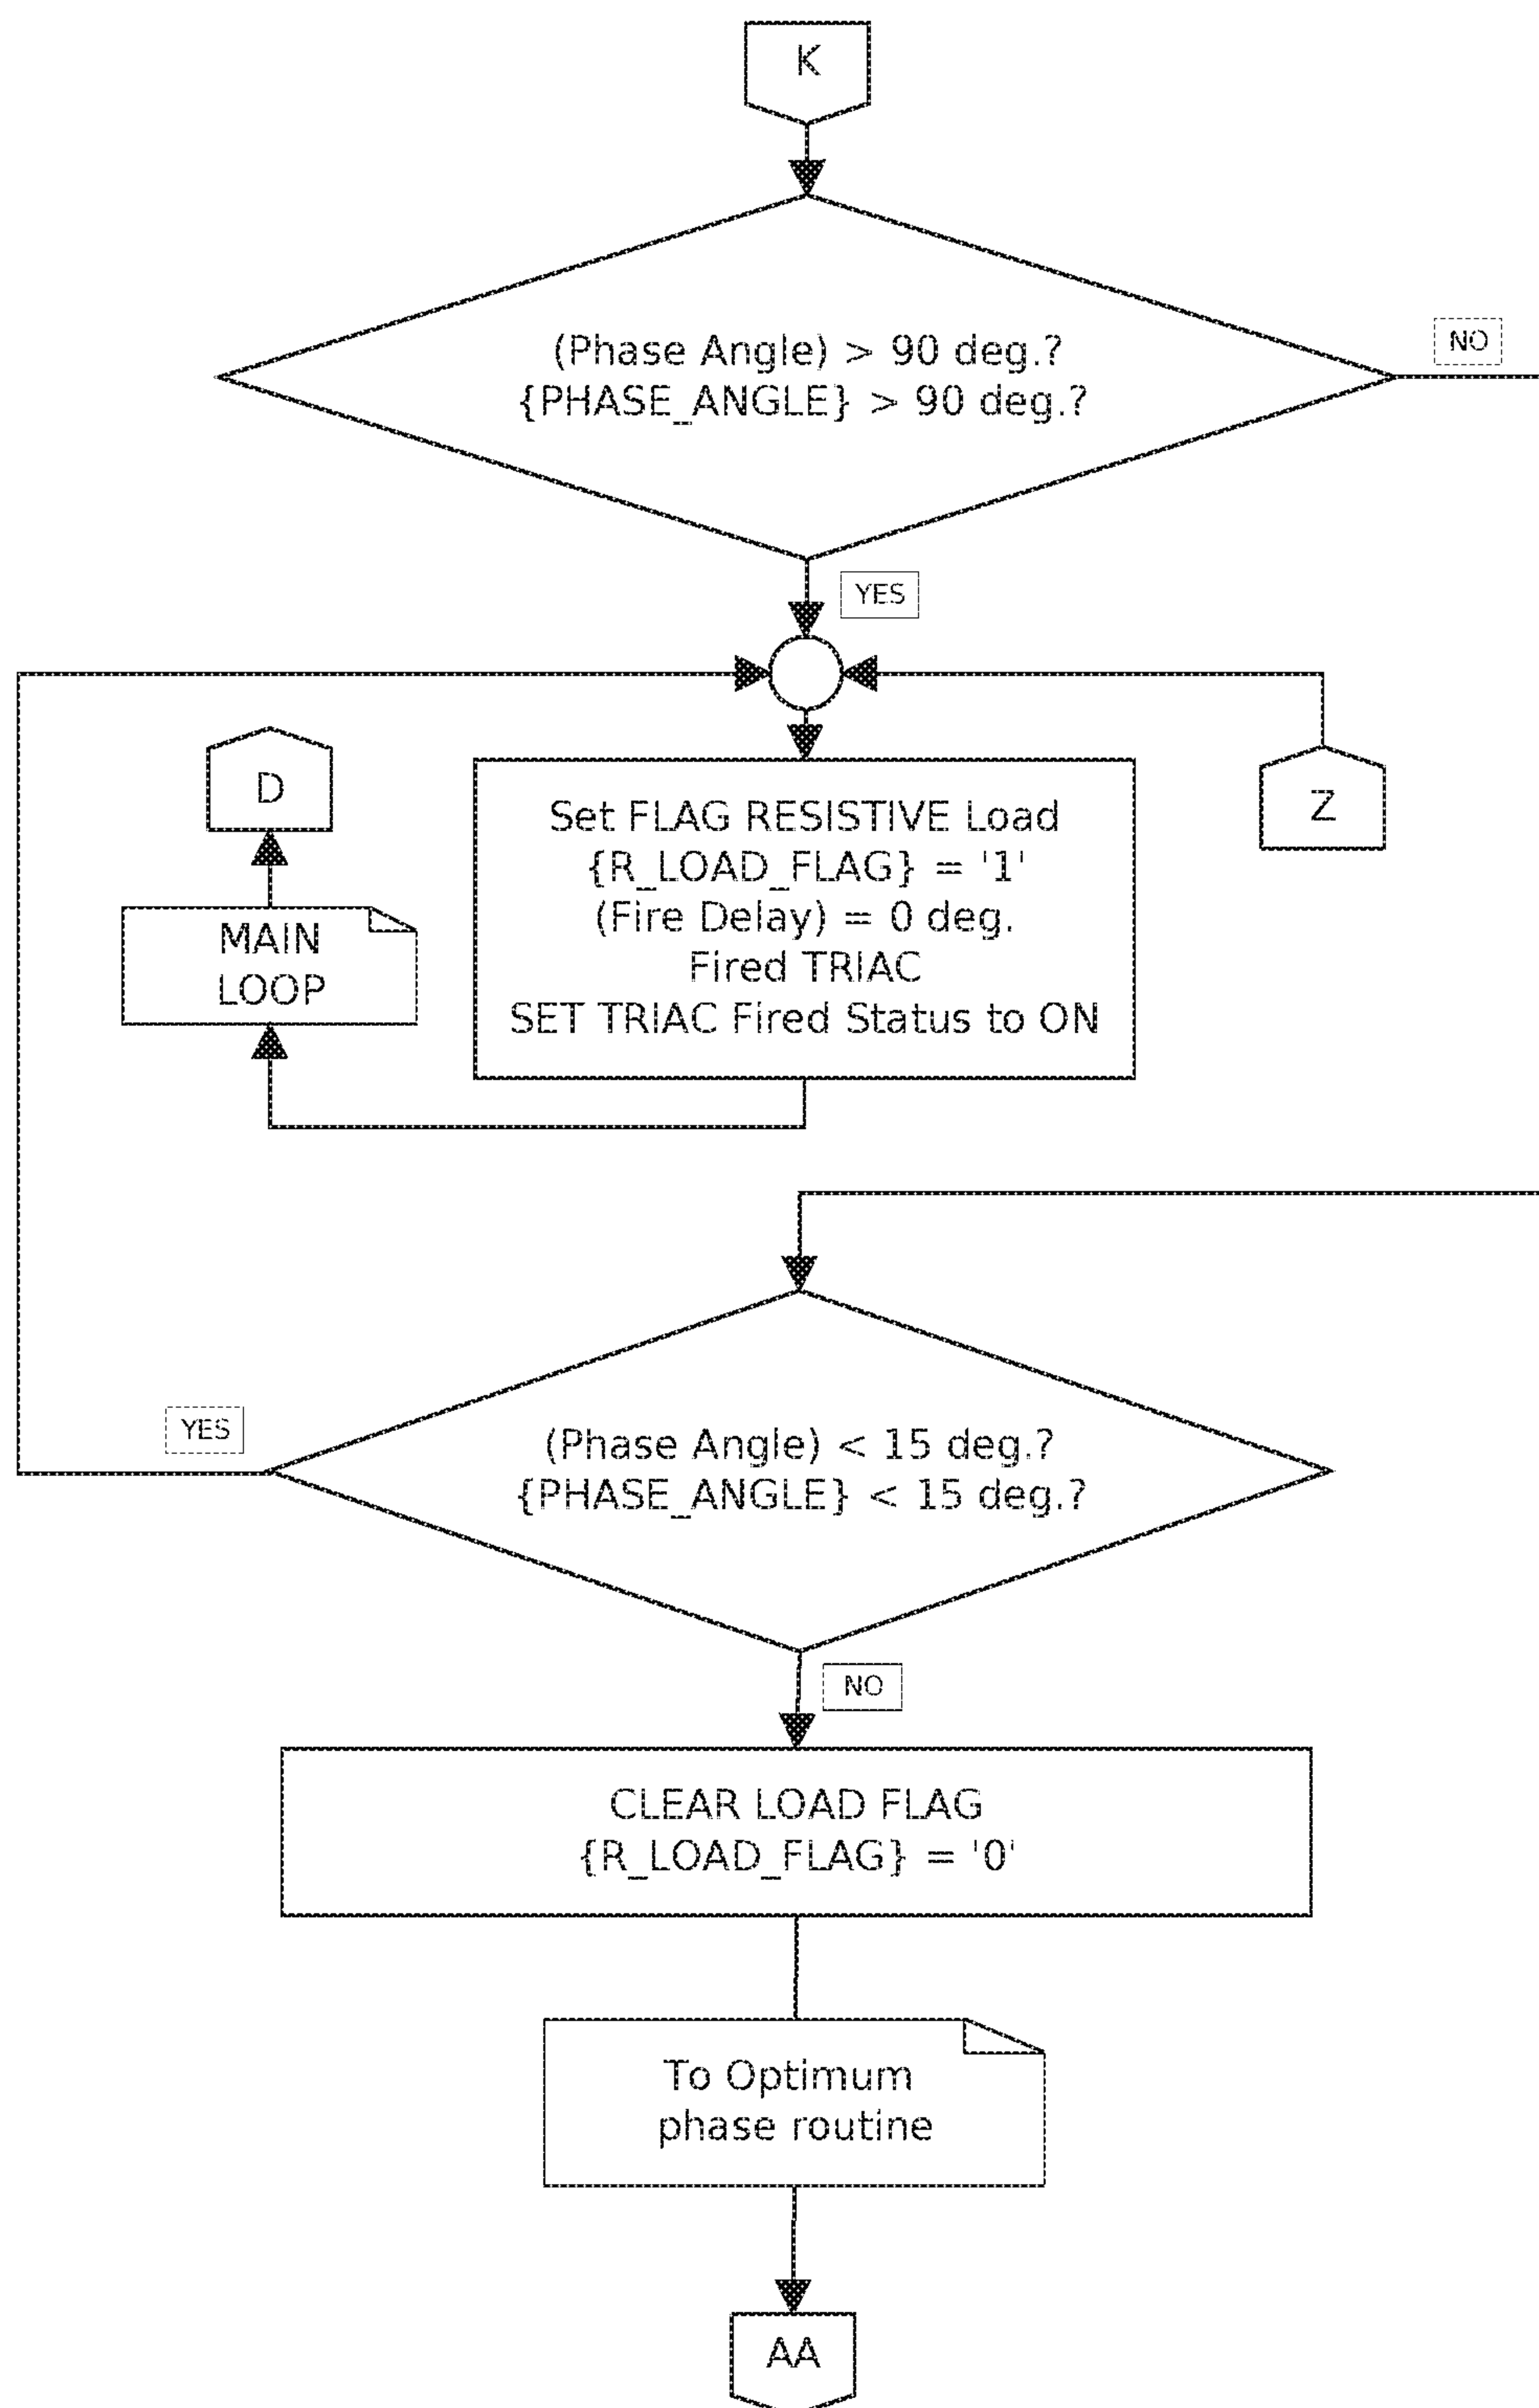 K
(Phase Angle) > 90 deg.?
{PHASE_ANGLE} > 90 deg.?
NO
YES
D
MAIN
LOOP
Set FLAG RESISTIVE Load
{R_LOAD_FLAG} = '1'
(Fire Delay) = 0 deg.
Fired TRIAC
SET TRIAC Fired Status to ON
Z
YES
(Phase Angle) < 15 deg.?
{PHASE_ANGLE} < 15 deg.?
NO
CLEAR LOAD FLAG
{R_LOAD_FLAG} = '0'
To Optimum
phase routine
AA